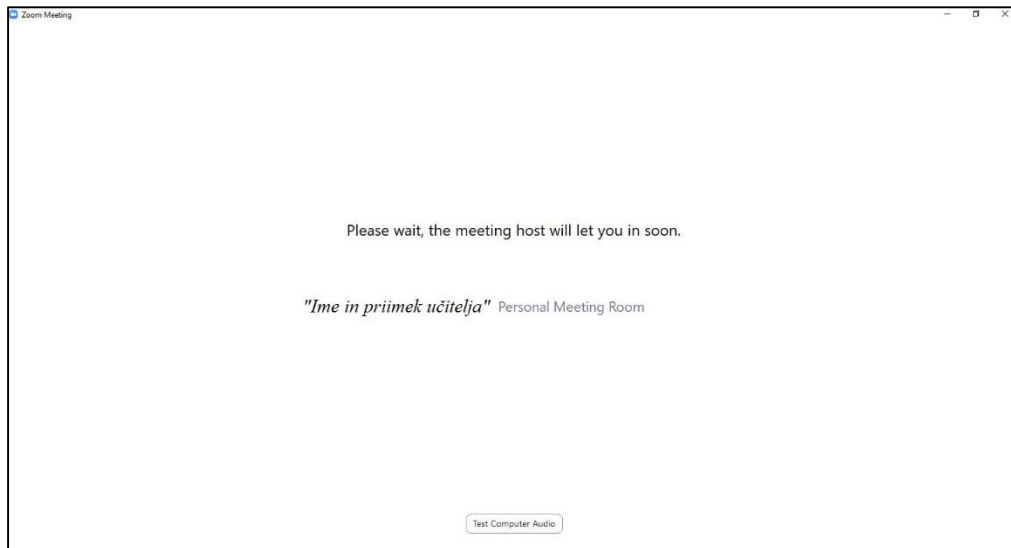 Zoom Meeting
Please wait, the meeting host will let you in soon.
"Ime in priimek učitelja" Personal Meeting Room
Test Computer Audio